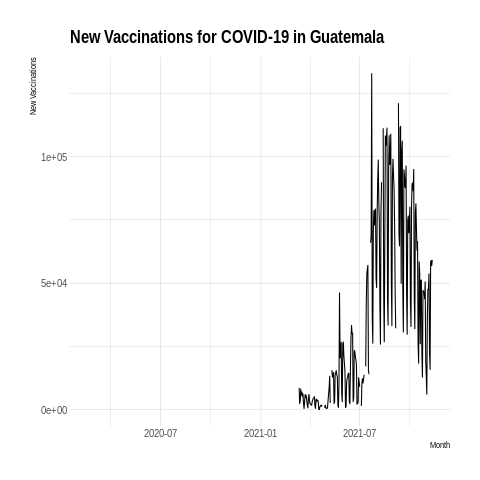 New Vaccinations for COVID-19 in Guatemala
New Vaccinations
1e+05
5e+04
0e+00
2020-07
2021-01
2021-07
Month